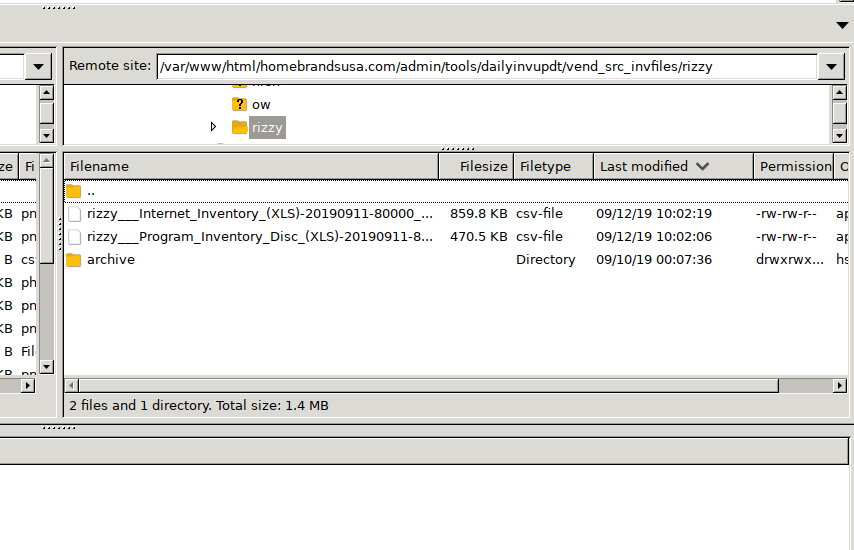 Remote site: /var/www/html/homebrandsusa.com/admin/tools/dailyinvupdt/vend_src_invfiles/rizzy
? ow
rizzy
ze Fi Filename Filesize Filetype Last modified Permission
..
KB pn rizzy___Internet_Inventory_(XLS)-20190911-80000_... 859.8 KB csv-file 09/12/19 10:02:19 -rw-rw-r-- ap
KB pn rizzy___Program_Inventory_Disc_(XLS)-20190911-8... 470.5 KB csv-file 09/12/19 10:02:06 -rw-rw-r-- ap
B cs archive Directory 09/10/19 00:07:36 drwxrwx... hs
KB ph
KB pn
KB pn
B Fil
KB pn
2 files and 1 directory. Total size: 1.4 MB